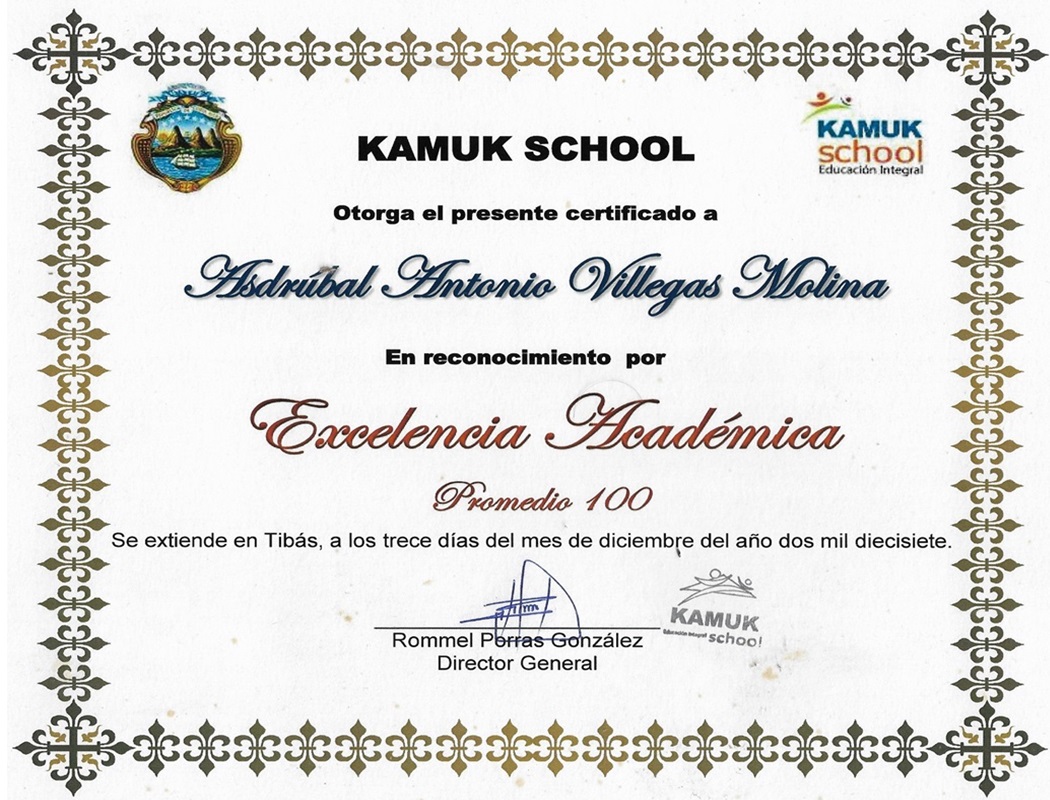 KAMUK SCHOOL
KAMUK
school
Educación Integral
Otorga el presente certificado a
Asdrúbal Antonio Villegas Molina
En reconocimiento  por
Excelencia Académica
Promedio 100
Se extiende en Tibás, a los trece días del mes de diciembre del año dos mil diecisiete.
Rommel Porras González
Director General
KAMUK
Educación Integral school